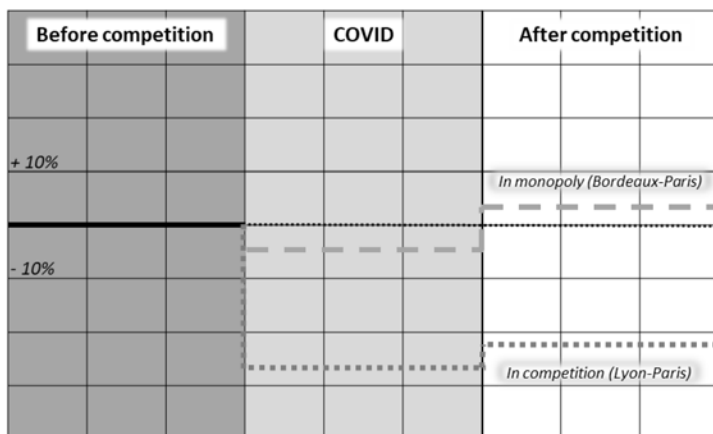 Before competition
COVID
After competition
+ 10%
In monopoly (Bordeaux-Paris)
- 10%
In competition (Lyon-Paris)